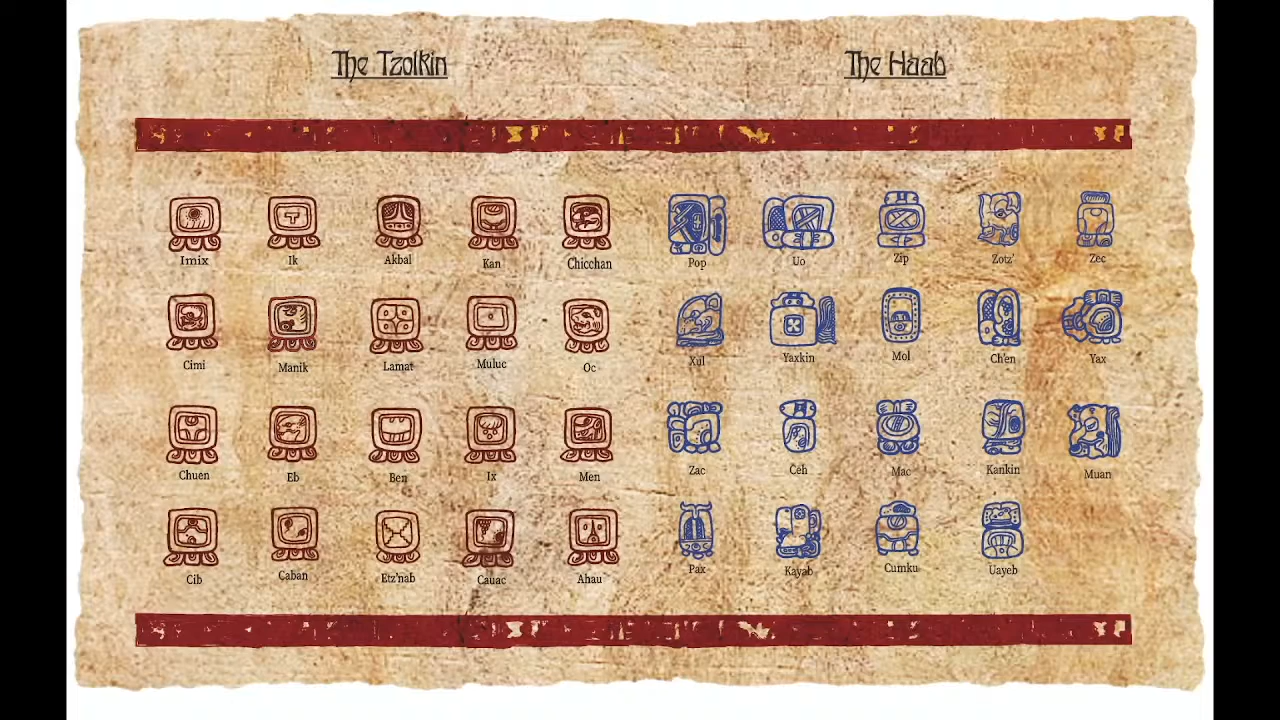 The Tzolkin
The Haab
Imix Ik Akbal Kan Chicchan
Pop Uo Zip Zotz' Zec
Cimi Manik Lamat Muluc Oc
Xul Yaxkin Mol Ch'en Yax
Chuen Eb Ben Ix Men
Zac Ceh Mac Kankin Muan
Cib Caban Etz'nab Cauac Ahau
Pax Kayab Cumku Uayeb